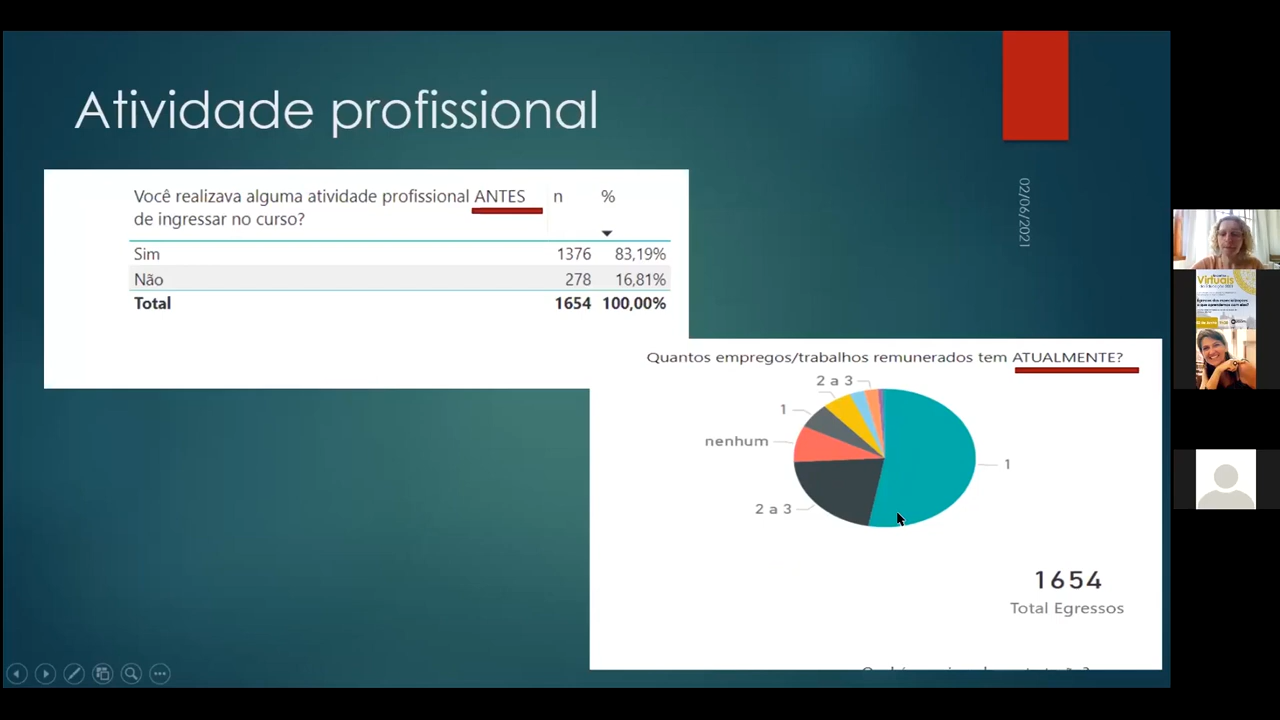 Atividade profissional
02/06/2021
Você realizava alguma atividade profissional ANTES
de ingressar no curso?
n
%
Sim 1376 83,19%
Não 278 16,81%
Total 1654 100,00%
Quantos empregos/trabalhos remunerados tem ATUALMENTE?
2 a 3
1
nenhum
2 a 3
1
1654
Total Egressos
Virtuais